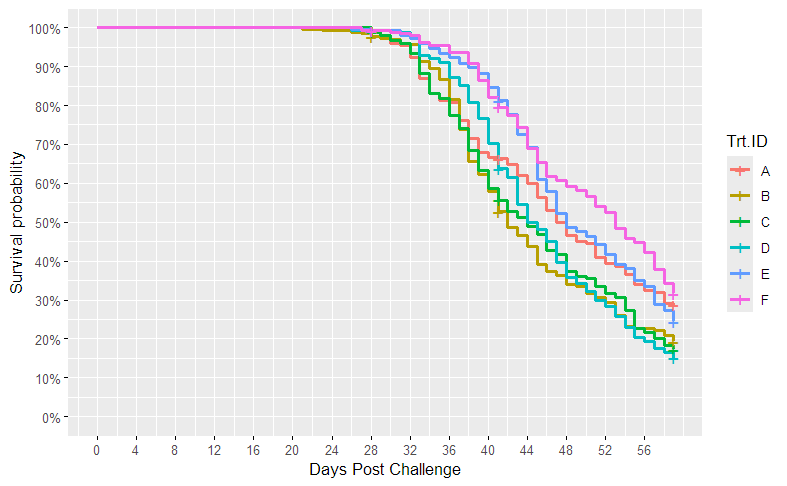 100%
90%
80%
70%
60%
50%
40%
30%
20%
10%
0%
Survival probability
0 4 8 12 16 20 24 28 32 36 40 44 48 52 56
Days Post Challenge
Trt.ID
A
B
C
D
E
F